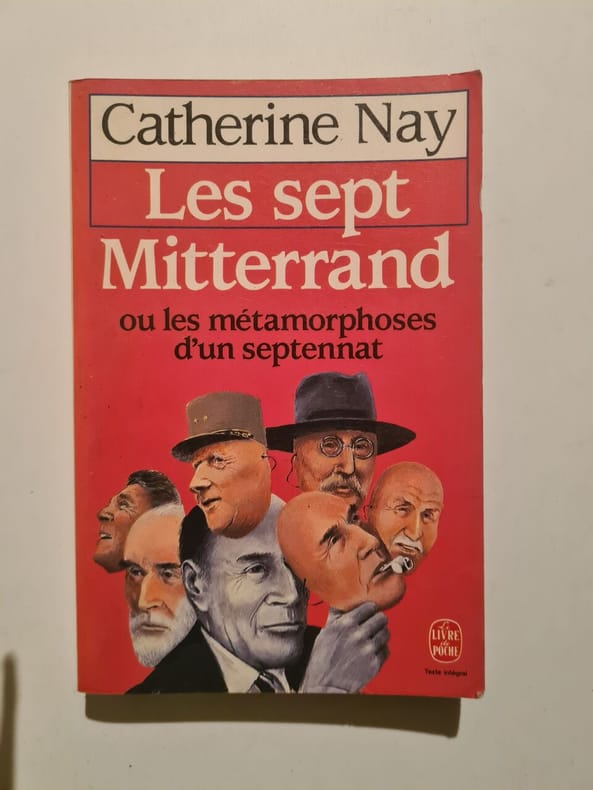 Catherine Nay
Les sept
Mitterrand
ou les métamorphoses
d'un septennat
Le
LIVRE
de
POCHE
Texte intégral